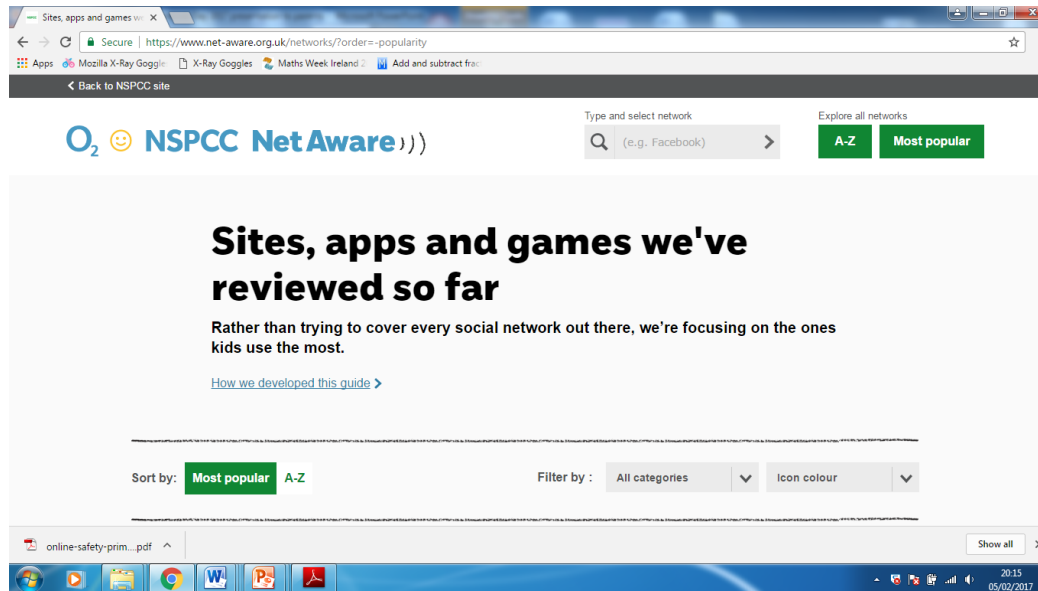 Sites, apps and games we
Secure | https://www.net-aware.org.uk/networks/?order=-popularity
Apps Mozilla X-Ray Goggle X-Ray Goggles Maths Week Ireland 2 Add and subtract frac
Back to NSPCC site
Type and select network
Explore all networks
O2 NSPCC Net Aware
(e.g. Facebook)
A-Z Most popular
Sites, apps and games we've
reviewed so far
Rather than trying to cover every social network out there, we're focusing on the ones
kids use the most.
How we developed this guide
Sort by: Most popular A-Z Filter by : All categories Icon colour
online-safety-prim....pdf Show all
20:15
05/02/2017